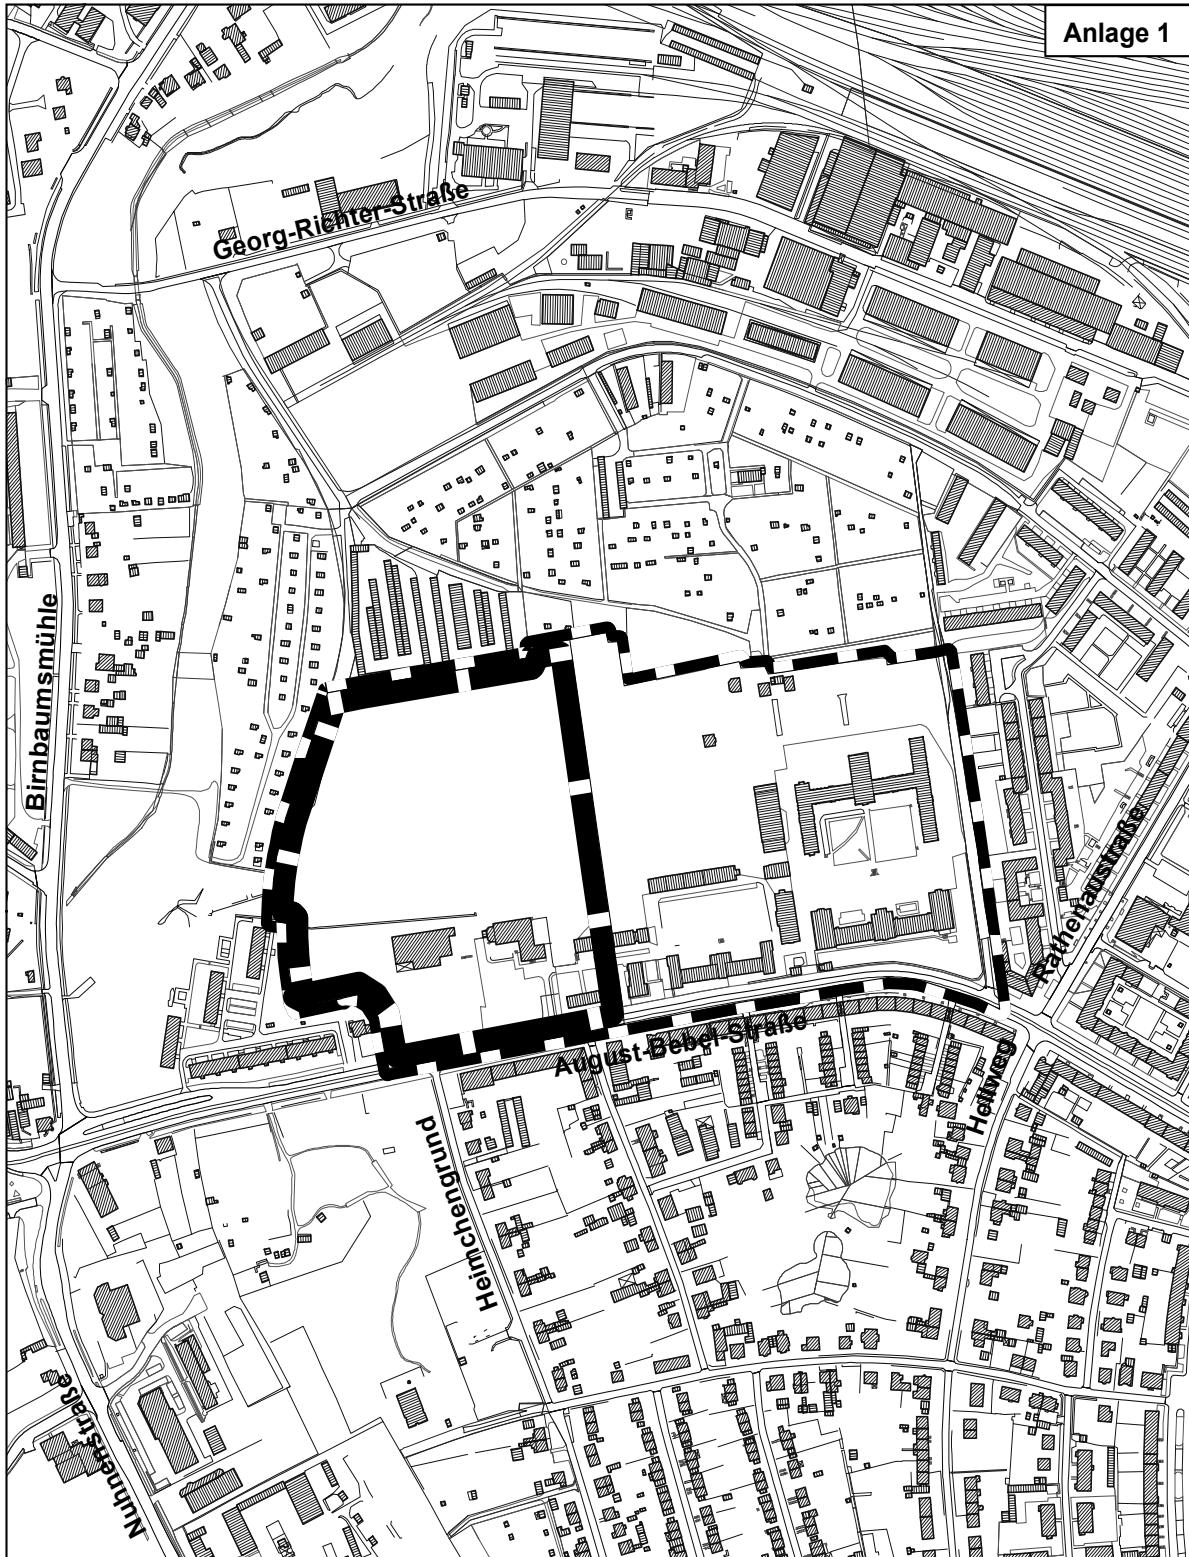 Anlage 1
Georg-Richter-Straße
Birnbaumsmühle
Rathenaustraße
August-Bebel-Straße
Hellweg
Heimchengrund
Nuhnenstraße